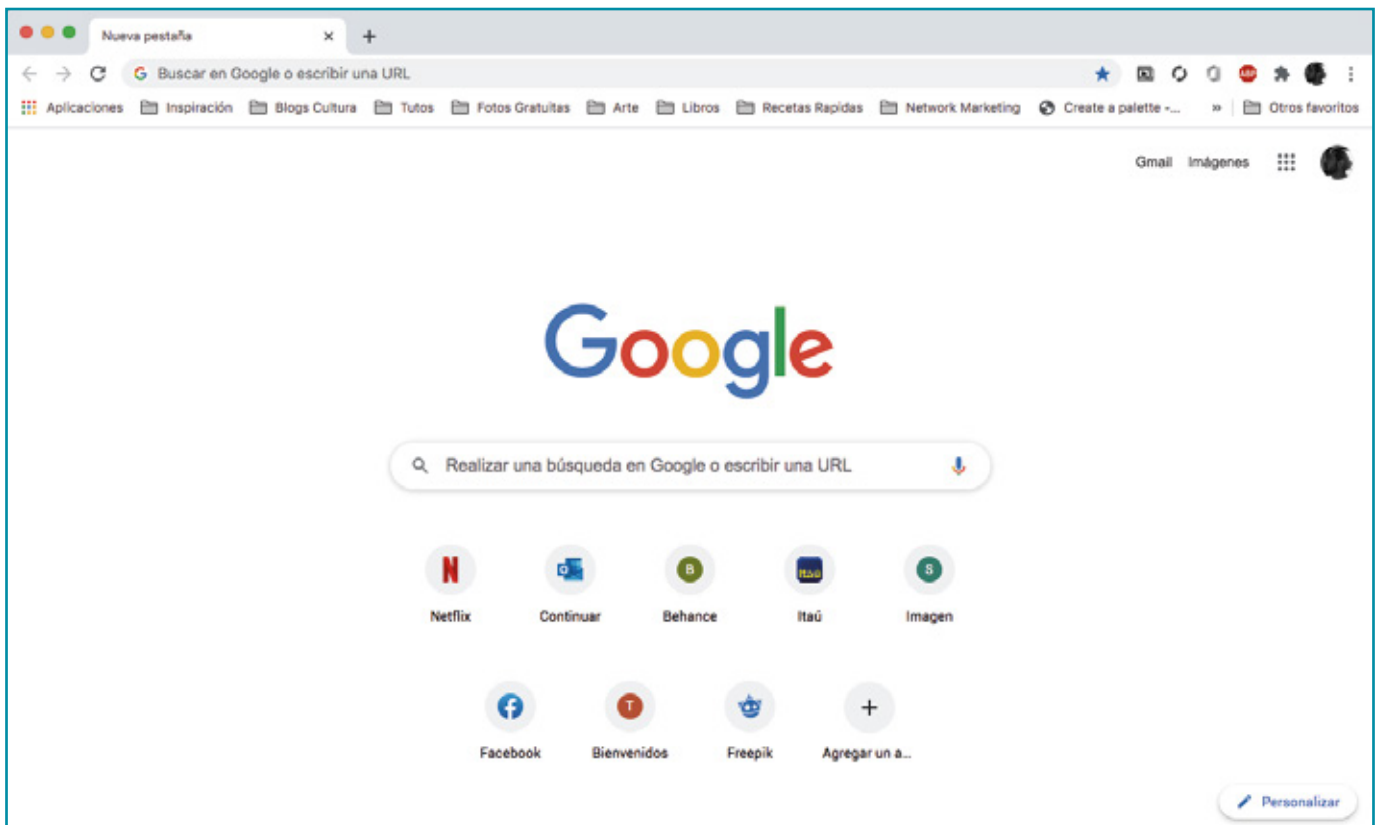 Nueva pestaña
Buscar en Google o escribir una URL
ABP
Aplicaciones Inspiración Blogs Cultura Tutos Fotos Gratuitas Arte Libros Recetas Rapidas Network Marketing Create a palette -... » Otros favoritos
Gmail Imágenes
Google
Realizar una búsqueda en Google o escribir una URL
N B Itaú S
Netflix Continuar Behance Itaú Imagen
f T
Facebook Bienvenidos Freepik Agregar un a...
Personalizar